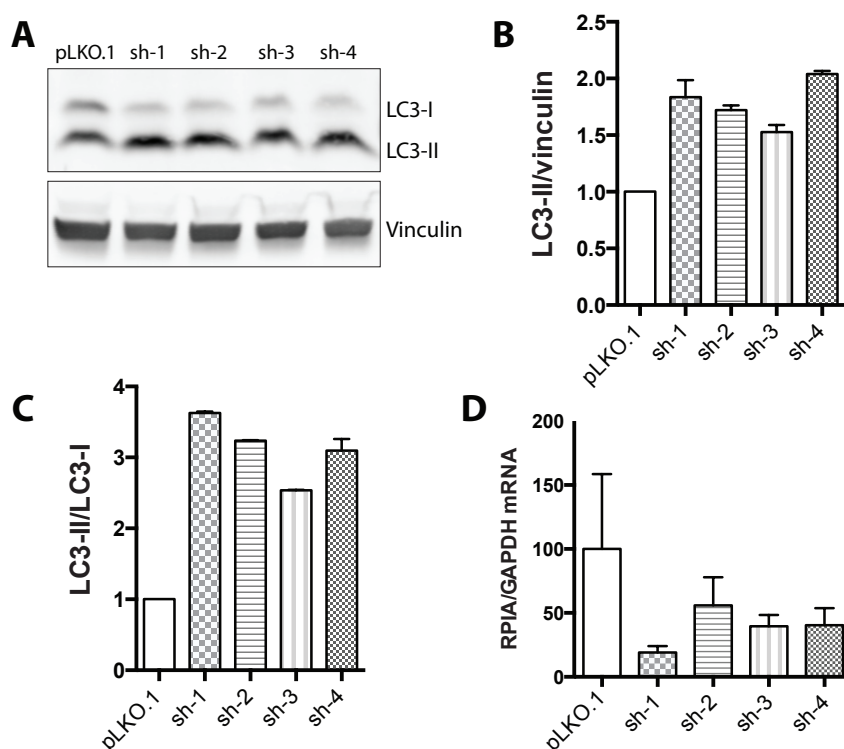 A
pLKO.1 sh-1 sh-2 sh-3 sh-4
LC3-I
LC3-II
Vinculin
B
LC3-II/vinculin
2.5
2.0
1.5
1.0
0.5
0.0
pLKO.1
sh-1
sh-2
sh-3
sh-4
C
LC3-II/LC3-I
4
3
2
1
0
pLKO.1
sh-1
sh-2
sh-3
sh-4
D
RPIA/GAPDH mRNA
200
150
100
50
0
pLKO.1
sh-1
sh-2
sh-3
sh-4